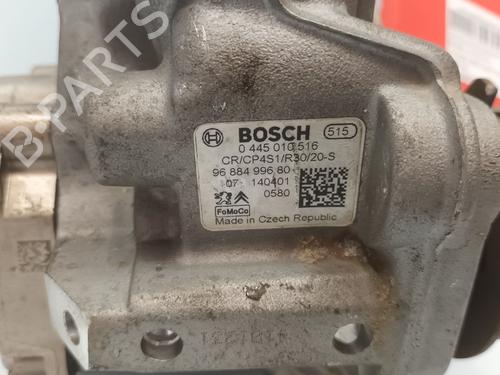 B-PARTS
BOSCH 515
0 445 010 516
CR/CP4S1/R30/20-S
96 884 996 80
07 140401
0580
FoMoCo
Made in Czech Republic